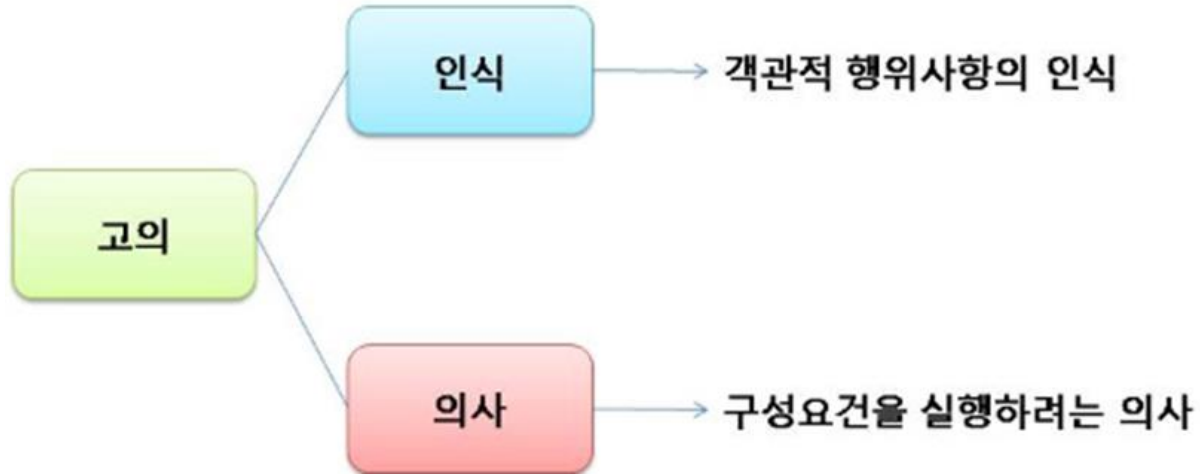 인식
객관적 행위사항의 인식
고의
의사
구성요건을 실행하려는 의사